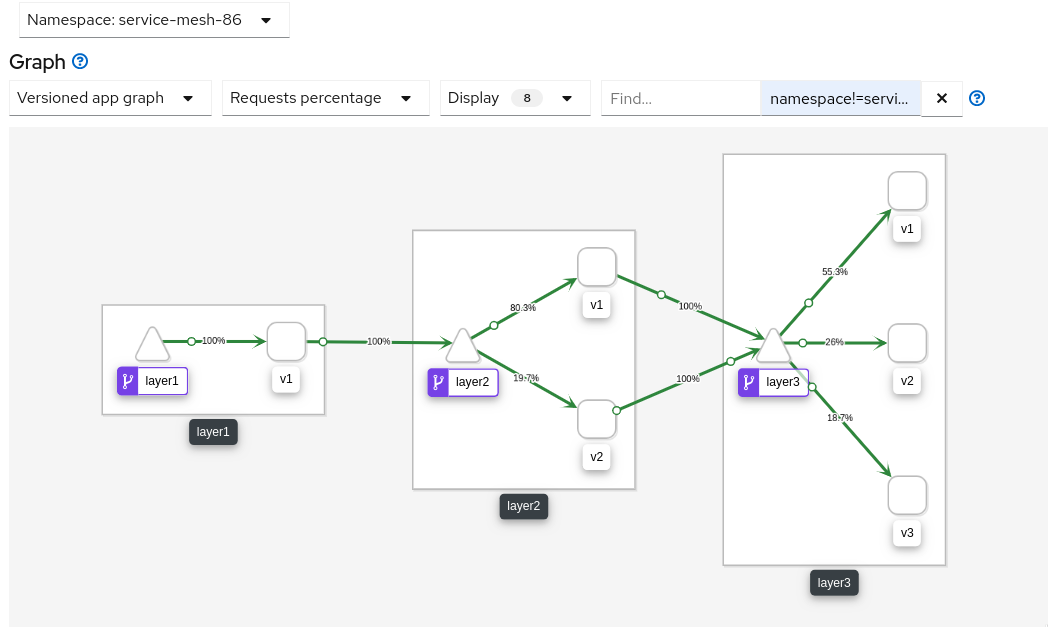 Namespace: service-mesh-86
Graph
Versioned app graph
Requests percentage
Display 8
Find...
namespace!=servi...
v1
55.3%
80.3%
v1
100%
100%
100%
26%
layer1
v1
layer2
19.7%
100%
layer3
v2
layer1
18.7%
v2
layer2
v3
layer3